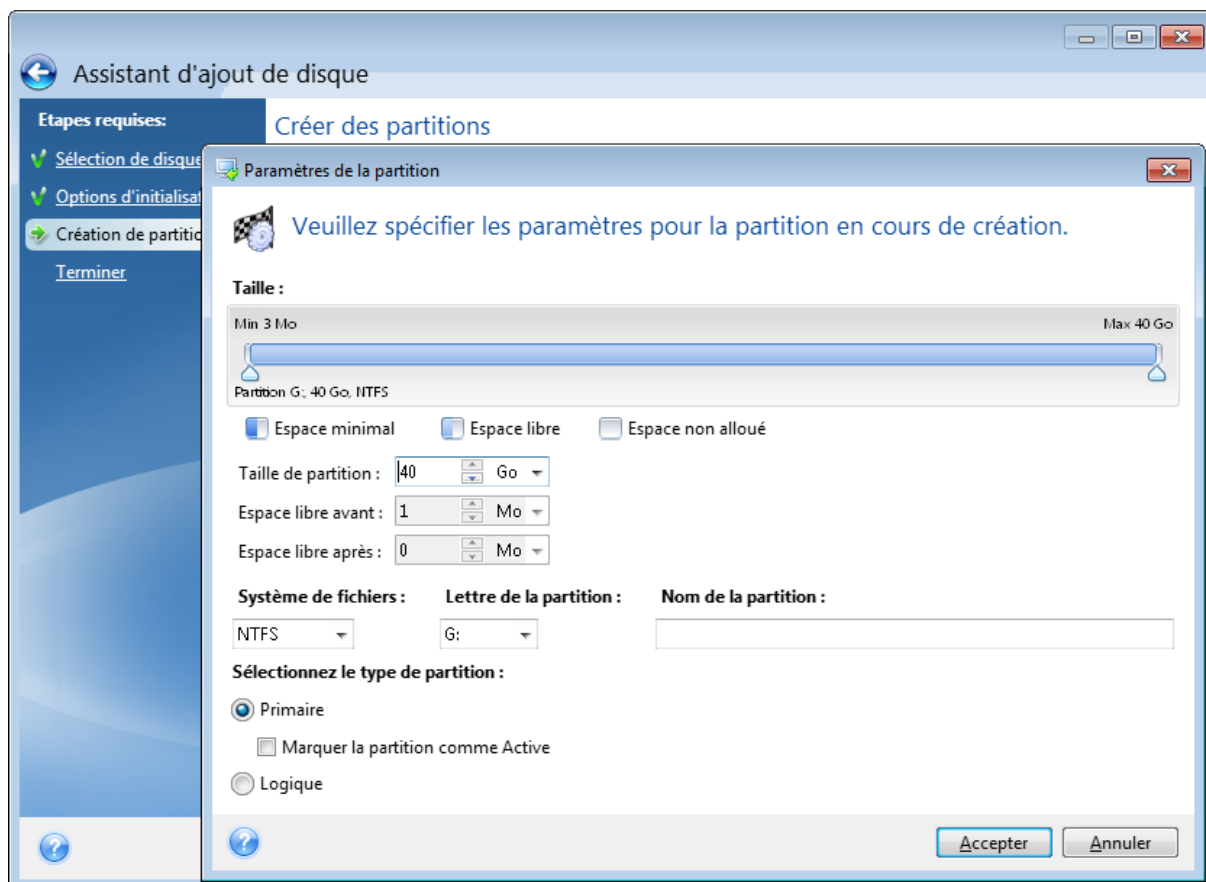 Assistant d'ajout de disque
Etapes requises:
Sélection de disque
Options d'initialisat
Création de partitio
Terminer
Créer des partitions
Paramètres de la partition
Veuillez spécifier les paramètres pour la partition en cours de création.
Taille :
Min 3 Mo Max 40 Go
Partition G:, 40 Go, NTFS
Espace minimal Espace libre Espace non alloué
Taille de partition : 40 Go
Espace libre avant : 1 Mo
Espace libre après : 0 Mo
Système de fichiers : Lettre de la partition : Nom de la partition :
NTFS G:
Sélectionnez le type de partition :
Primaire
Marquer la partition comme Active
Logique
Accepter Annuler